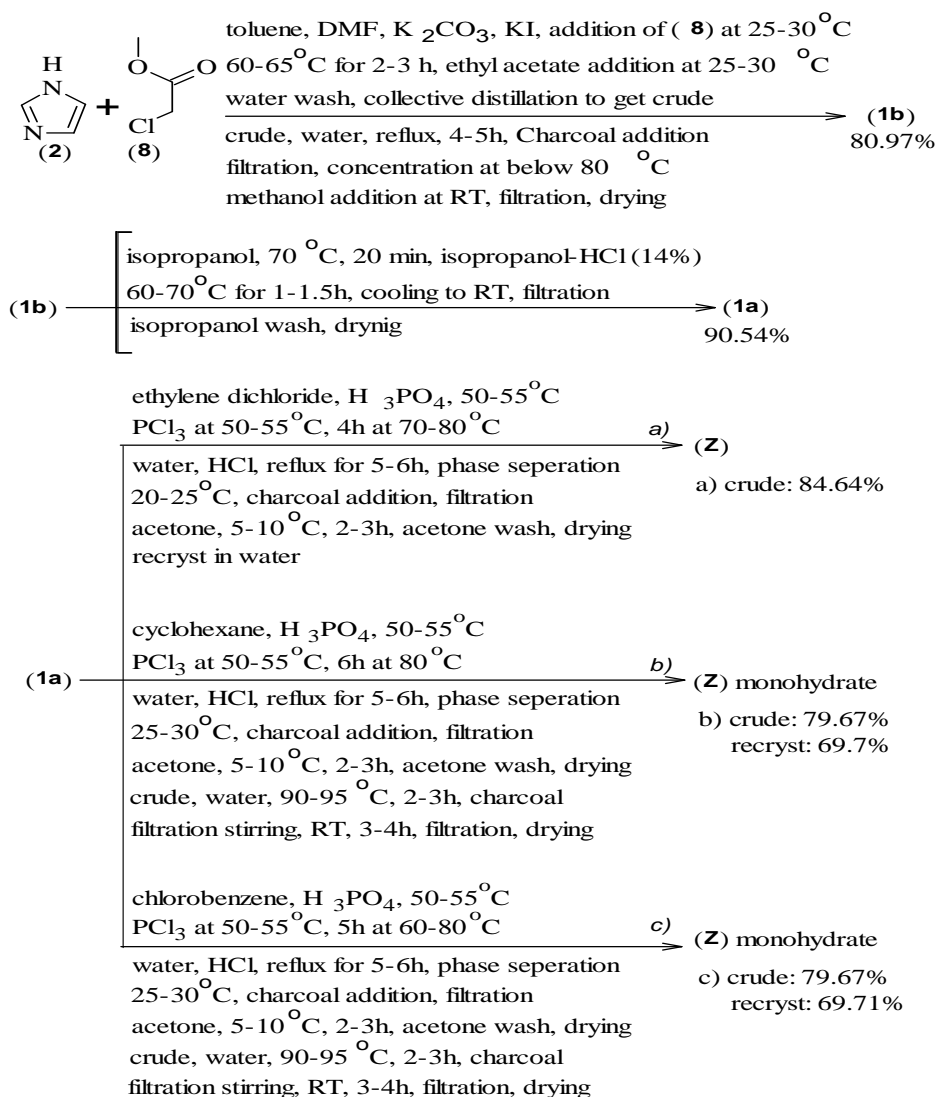 toluene, DMF, K 2CO3, KI, addition of ( 8) at 25-30°C
60-65°C for 2-3 h, ethyl acetate addition at 25-30 °C
water wash, collective distillation to get crude
H
N
N
(2)
+
O
O
Cl
(8)
crude, water, reflux, 4-5h, Charcoal addition
filtration, concentration at below 80 °C
methanol addition at RT, filtration, drying
(1b)
80.97%
(1b)
isopropanol, 70 °C, 20 min, isopropanol-HCl (14%)
60-70°C for 1-1.5h, cooling to RT, filtration
isopropanol wash, drynig
(1a)
90.54%
ethylene dichloride, H 3PO4, 50-55°C
PCl3 at 50-55°C, 4h at 70-80°C
a)
water, HCl, reflux for 5-6h, phase seperation
20-25°C, charcoal addition, filtration
acetone, 5-10°C, 2-3h, acetone wash, drying
recryst in water
(Z)
a) crude: 84.64%
(1a)
cyclohexane, H 3PO4, 50-55°C
PCl3 at 50-55°C, 6h at 80°C
b)
water, HCl, reflux for 5-6h, phase seperation
25-30°C, charcoal addition, filtration
acetone, 5-10°C, 2-3h, acetone wash, drying
crude, water, 90-95 °C, 2-3h, charcoal
filtration stirring, RT, 3-4h, filtration, drying
(Z) monohydrate
b) crude: 79.67%
recryst: 69.7%
chlorobenzene, H 3PO4, 50-55°C
PCl3 at 50-55°C, 5h at 60-80°C
c)
water, HCl, reflux for 5-6h, phase seperation
25-30°C, charcoal addition, filtration
acetone, 5-10°C, 2-3h, acetone wash, drying
crude, water, 90-95 °C, 2-3h, charcoal
filtration stirring, RT, 3-4h, filtration, drying
(Z) monohydrate
c) crude: 79.67%
recryst: 69.71%